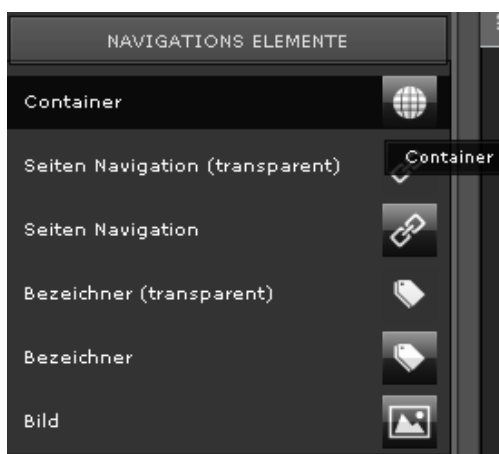 NAVIGATIONS ELEMENTE
Container
Seiten Navigation (transparent)
Container
Seiten Navigation
Bezeichner (transparent)
Bezeichner
Bild